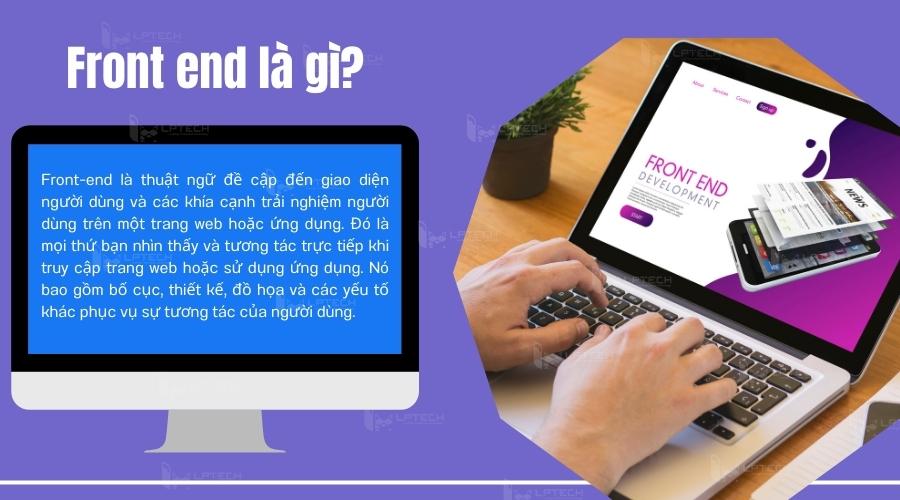 Front end là gì?
Front-end là thuật ngữ đề cập đến giao diện
người dùng và các khía cạnh trải nghiệm người
dùng trên một trang web hoặc ứng dụng. Đó là
mọi thứ bạn nhìn thấy và tương tác trực tiếp khi
truy cập trang web hoặc sử dụng ứng dụng. Nó
bao gồm bố cục, thiết kế, đồ họa và các yếu tố
khác phục vụ sự tương tác của người dùng.
About Services Contact Sign up
FRONT END
DEVELOPMENT
START
NEWS
LPTECH